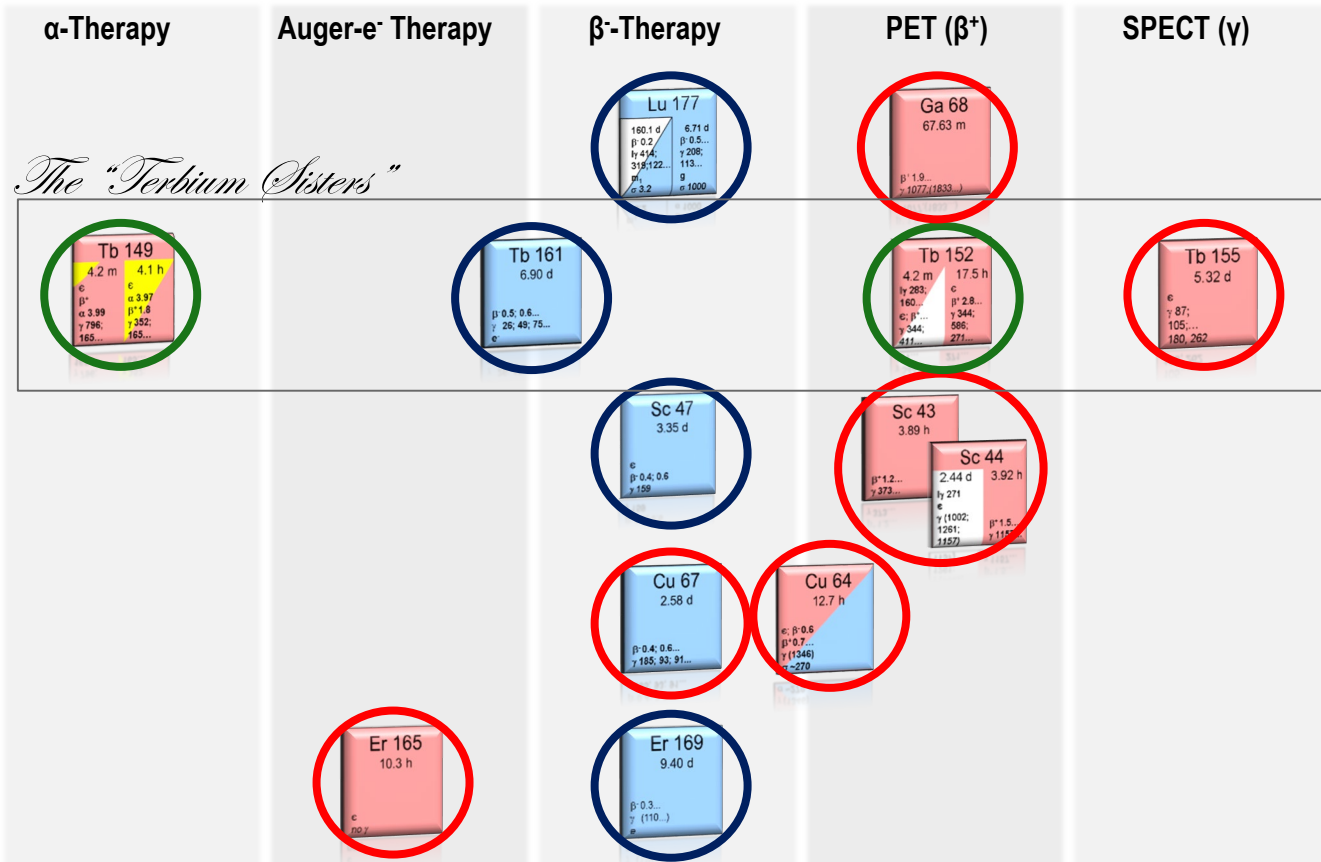 α-Therapy
Auger-e⁻ Therapy
β⁻-Therapy
PET (β⁺)
SPECT (γ)
Lu 177
160.1 d
β⁻ 0.2
Iγ 414;
319;122...
m₁
σ 3.2
6.71 d
β⁻ 0.5...
γ 208;
113...
g
σ 1000
Ga 68
67.63 m
β⁺ 1.9...
γ 1077;(1833...)
The "Terbium Sisters"
Tb 149
4.2 m
ϵ
β⁺
α 3.99
γ 796;
165...
4.1 h
ϵ
α 3.97
β⁺ 1.8
γ 352;
165...
Tb 161
6.90 d
β⁻ 0.5; 0.6...
γ 26; 49; 75...
e⁻
Tb 152
4.2 m
Iγ 283;
160...
ϵ; β⁺...
γ 344;
411...
17.5 h
ϵ
β⁺ 2.8...
γ 344;
586;
271...
Tb 155
5.32 d
ϵ
γ 87;
105;...
180, 262
Sc 47
3.35 d
ϵ
β⁻ 0.4; 0.6
γ 159
Sc 43
3.89 h
β⁺ 1.2...
γ 373...
Sc 44
2.44 d
Iγ 271
ϵ
γ (1002;
1261;
1157)
3.92 h
β⁺ 1.5...
γ 1157...
Cu 67
2.58 d
β⁻ 0.4; 0.6...
γ 185; 93; 91...
Cu 64
12.7 h
ϵ; β⁻ 0.6
β⁺ 0.7...
γ (1346)
σ ~270
Er 165
10.3 h
ϵ
no γ
Er 169
9.40 d
β⁻ 0.3...
γ (110...)
e